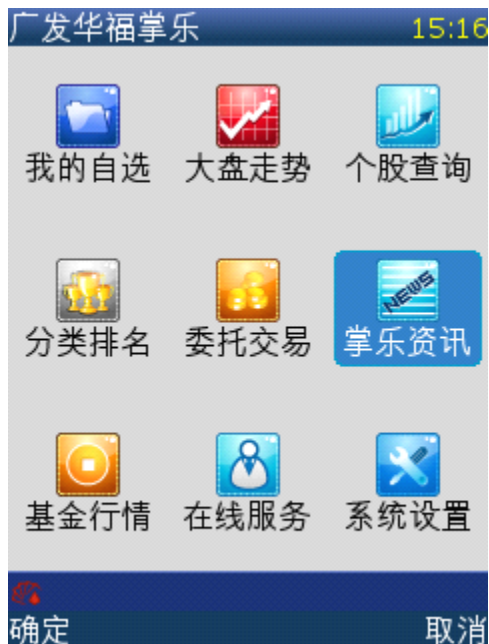 广发华福掌乐 15:16
我的自选 大盘走势 个股查询
NEWS
分类排名 委托交易 掌乐资讯
基金行情 在线服务 系统设置
确定 取消